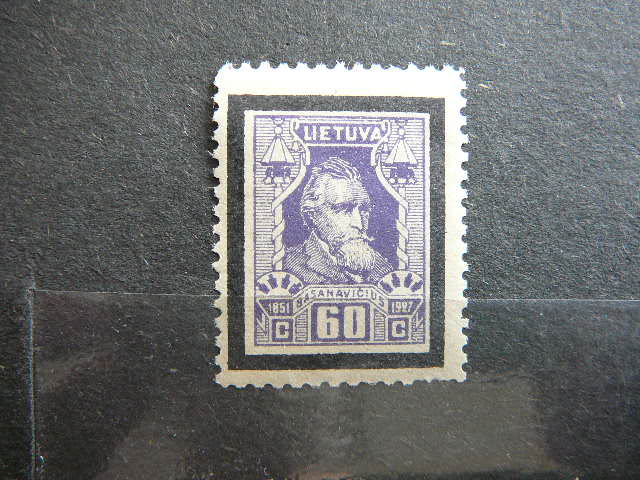 LIETUVA
BASANAVIČIUS
1851 1927
C 60 C